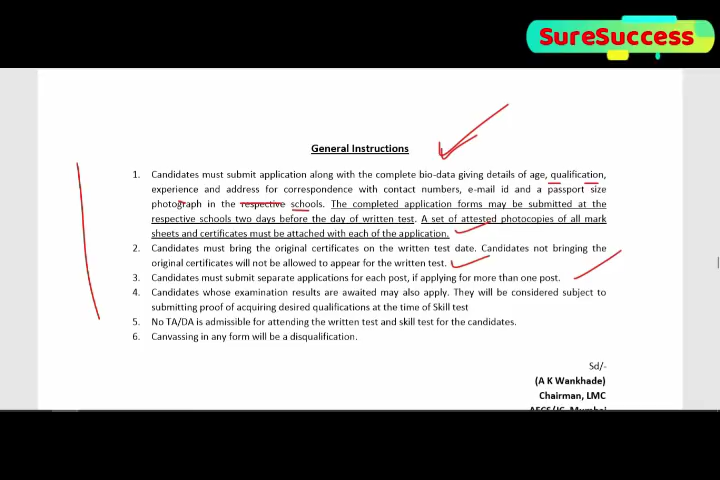 SureSuccess
General Instructions
1. Candidates must submit application along with the complete bio-data giving details of age, qualification,
experience and address for correspondence with contact numbers, e-mail id and a passport size
photograph in the respective schools. The completed application forms may be submitted at the
respective schools two days before the day of written test. A set of attested photocopies of all mark
sheets and certificates must be attached with each of the application.
2. Candidates must bring the original certificates on the written test date. Candidates not bringing the
original certificates will not be allowed to appear for the written test.
3. Candidates must submit separate applications for each post, if applying for more than one post.
4. Candidates whose examination results are awaited may also apply. They will be considered subject to
submitting proof of acquiring desired qualifications at the time of Skill test
5. No TA/DA is admissible for attending the written test and skill test for the candidates.
6. Canvassing in any form will be a disqualification.
Sd/-
(A K Wankhade)
Chairman, LMC
AECS/JC, Mumbai